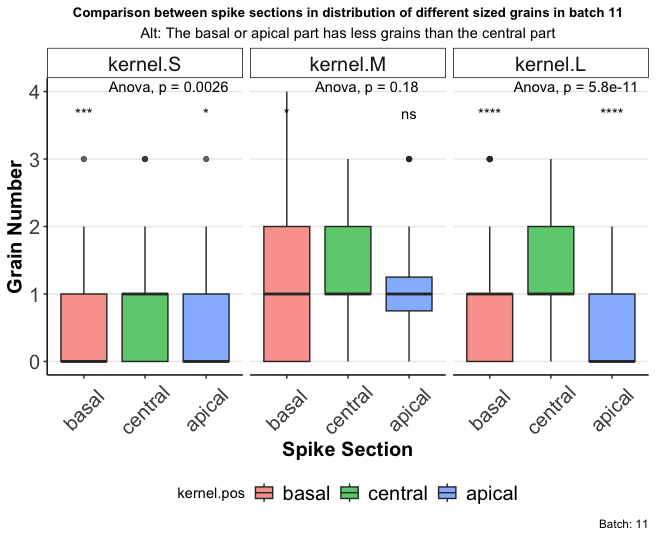 Comparison between spike sections in distribution of different sized grains in batch 11
Alt: The basal or apical part has less grains than the central part
kernel.S kernel.M kernel.L
Anova, p = 0.0026 Anova, p = 0.18 Anova, p = 5.8e-11
*** * * ns **** ****
4
3
2
1
0
Grain Number
basal central apical basal central apical basal central apical
Spike Section
kernel.pos basal central apical
Batch: 11